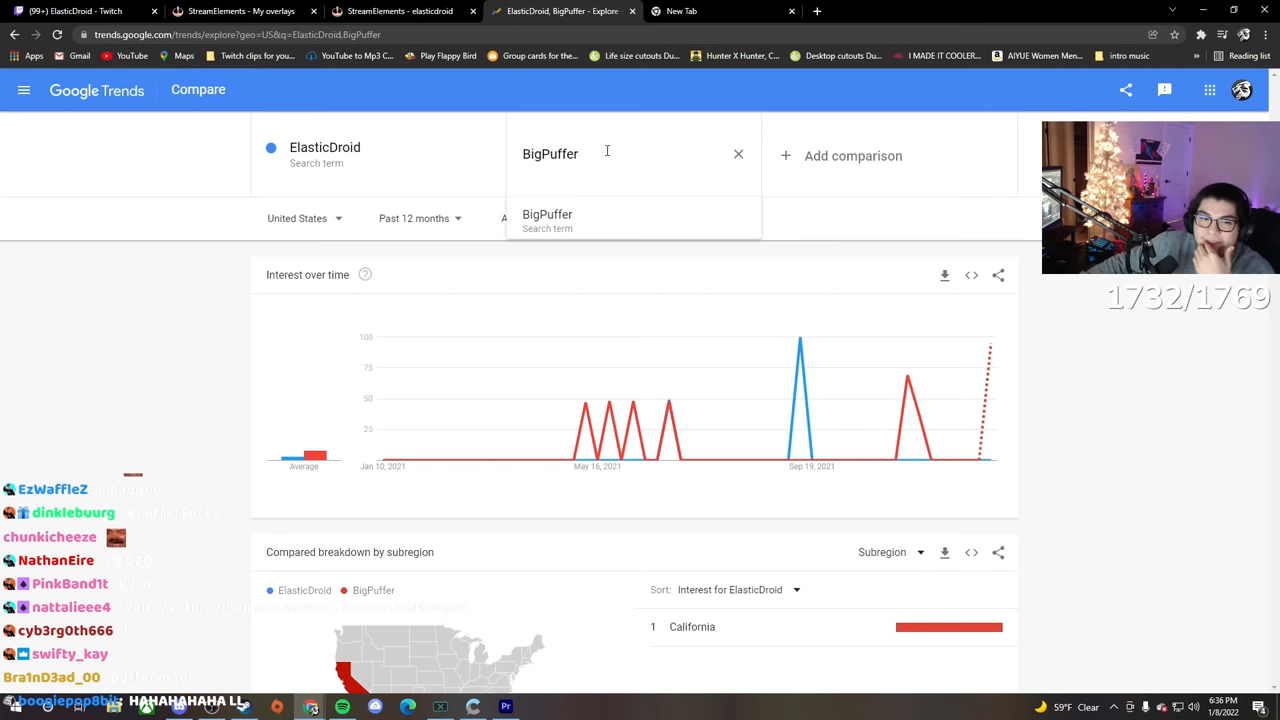 (99+) ElasticDroid - Twitch
StreamElements - My overlays
StreamElements - elasticdroid
ElasticDroid, BigPuffer - Explore
New Tab
trends.google.com/trends/explore?geo=US&q=ElasticDroid,BigPuffer
Apps
Gmail
YouTube
Maps
Twitch clips for you...
YouTube to Mp3 C...
Play Flappy Bird
Group cards for the...
Life size cutouts Du...
Hunter X Hunter, C...
Desktop cutouts D...
I MADE IT COOLER...
AIYUE Women Men...
intro music
»
Reading list
Google Trends
Compare
ElasticDroid
Search term
BigPuffer
+ Add comparison
United States
Past 12 months
A
BigPuffer
Search term
Interest over time
1732/1769
100
75
50
25
Average
Jan 10, 2021
May 16, 2021
Sep 19, 2021
EzWaffleZ
dinklebuurg
chunkicheeze
NathanEire
PinkBand1t
nattalieee4
cyb3rg0th666
swifty_kay
Bra1nD3ad_00
boogiepop8bit: HAHAHAHAHA LL
Compared breakdown by subregion
Subregion
ElasticDroid
BigPuffer
Sort: Interest for ElasticDroid
1 California
59°F Clear
6:36 PM
1/8/2022